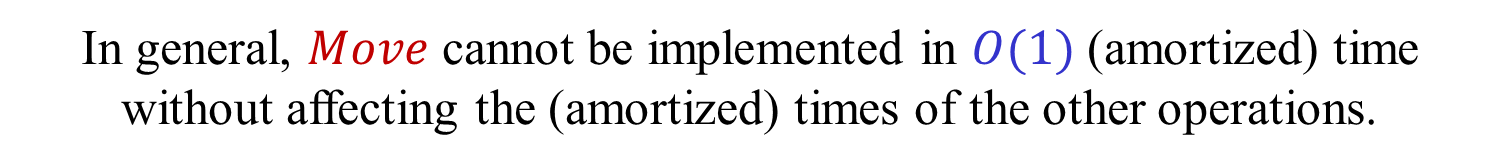 In general, Move cannot be implemented in O(1) (amortized) time
without affecting the (amortized) times of the other operations.